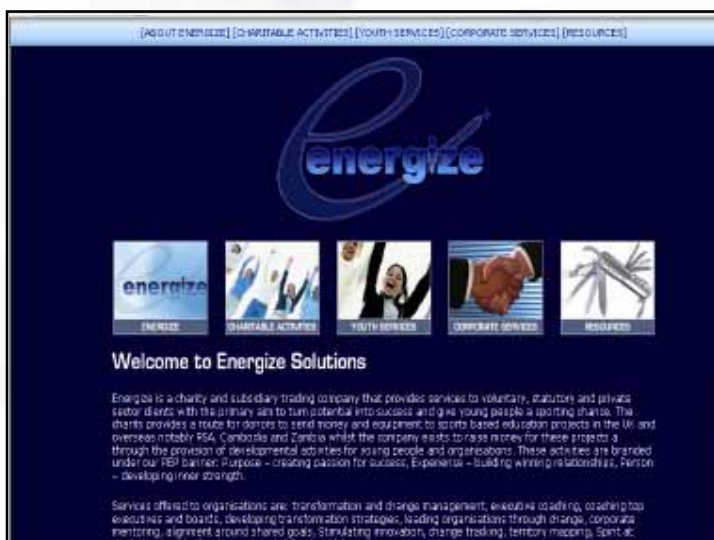 [ABOUT ENERGIZE] [CHARITABLE ACTIVITIES] [YOUTH SERVICES] [CORPORATE SERVICES] [RESOURCES]
energize
energize
ENERGIZE CHARITABLE ACTIVITIES YOUTH SERVICES CORPORATE SERVICES RESOURCES
Welcome to Energize Solutions
Energize is a charity and subsidiary trading company that provides services to voluntary, statutory and private
sector clients with the primary aim to turn potential into success and give young people a sporting chance. The
charity provides a route for donors to send money and equipment to sports based education projects in the UK and
overseas notably RSA, Cambodia and Zambia whilst the company exists to raise money for these projects a
through the provision of developmental activities for young people and organisations. These activities are branded
under our PEP banner: Purpose – creating passion for success, Experience – building winning relationships, Person
– developing inner strength.
Services offered to organisations are: transformation and change management, executive coaching, coaching top
executives and boards, developing transformation strategies, leading organisations through change, corporate
mentoring, alignment around shared goals, Stimulating innovation, change tracking, territory mapping, Spirit at